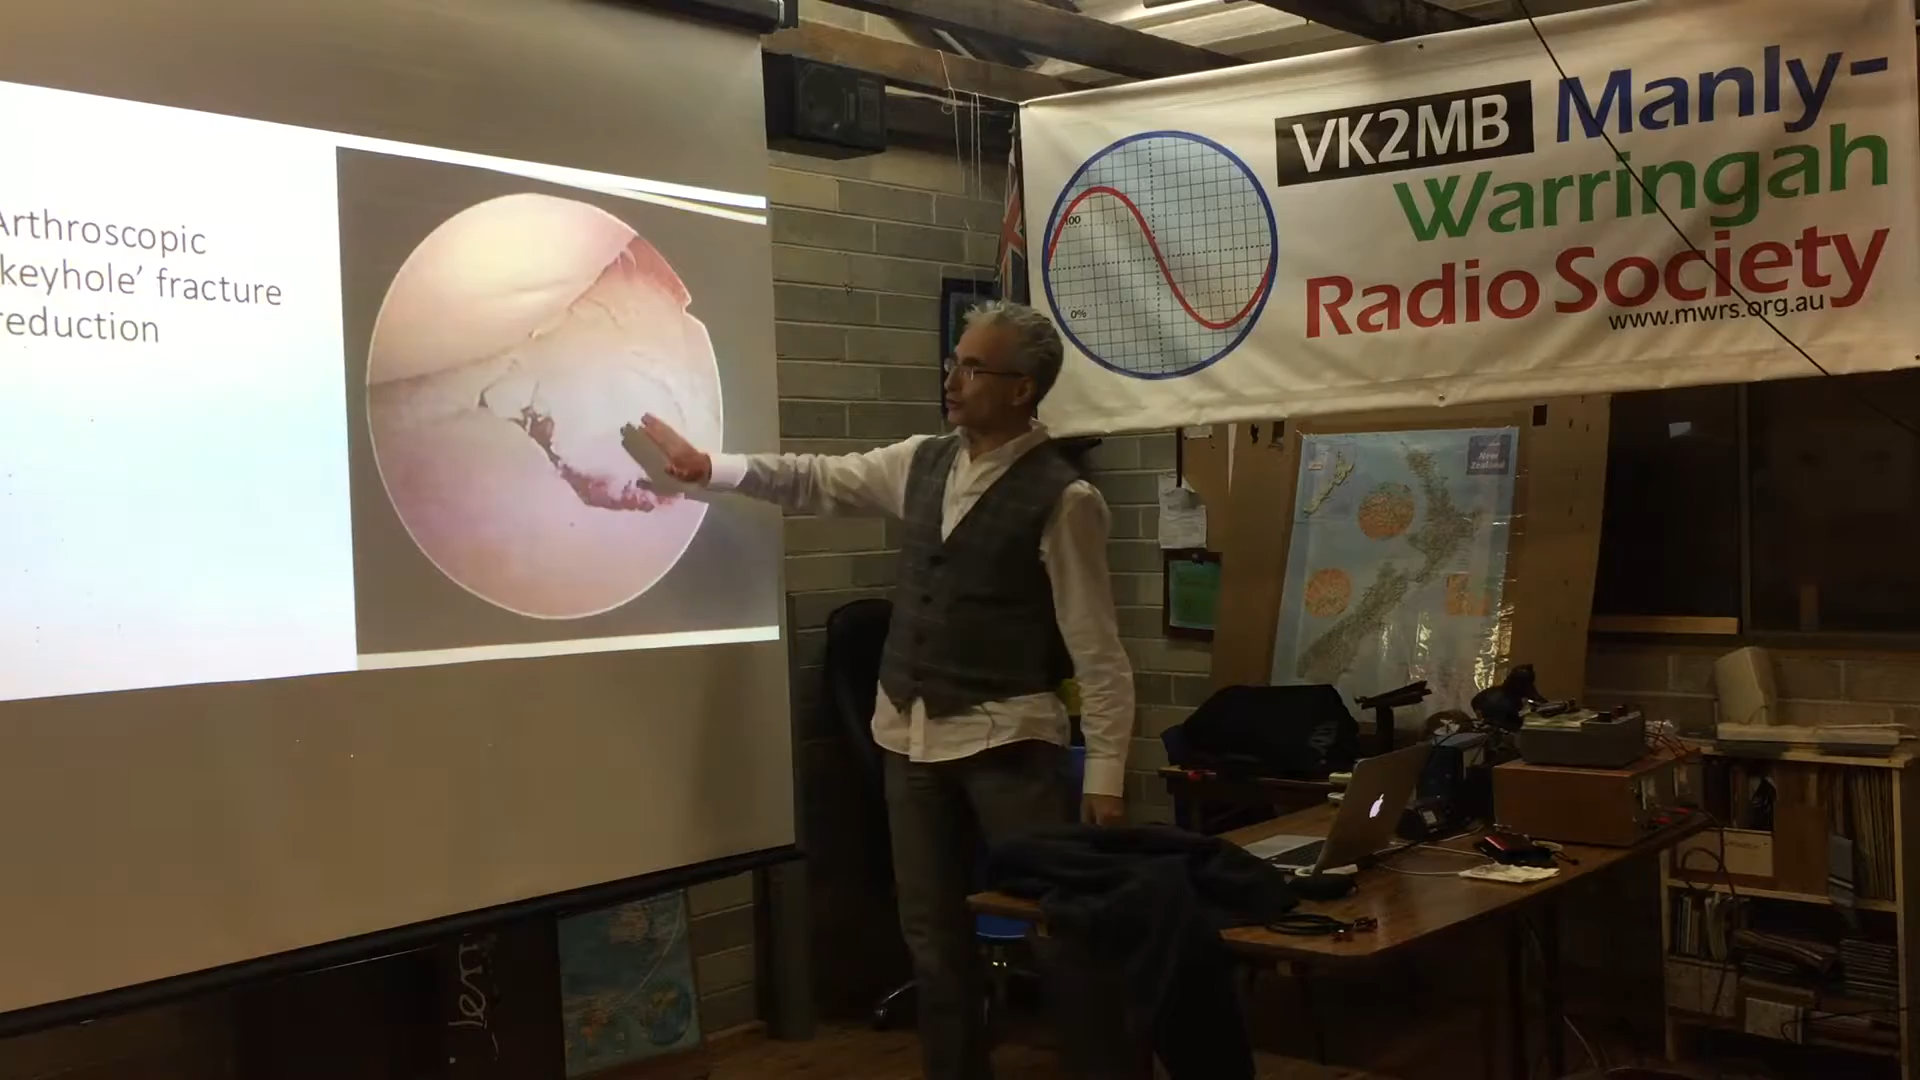 Arthroscopic
keyhole’ fracture
reduction
VK2MB Manly-
Warringah
Radio Society
www.mwrs.org.au
100
0%
New
Zealand